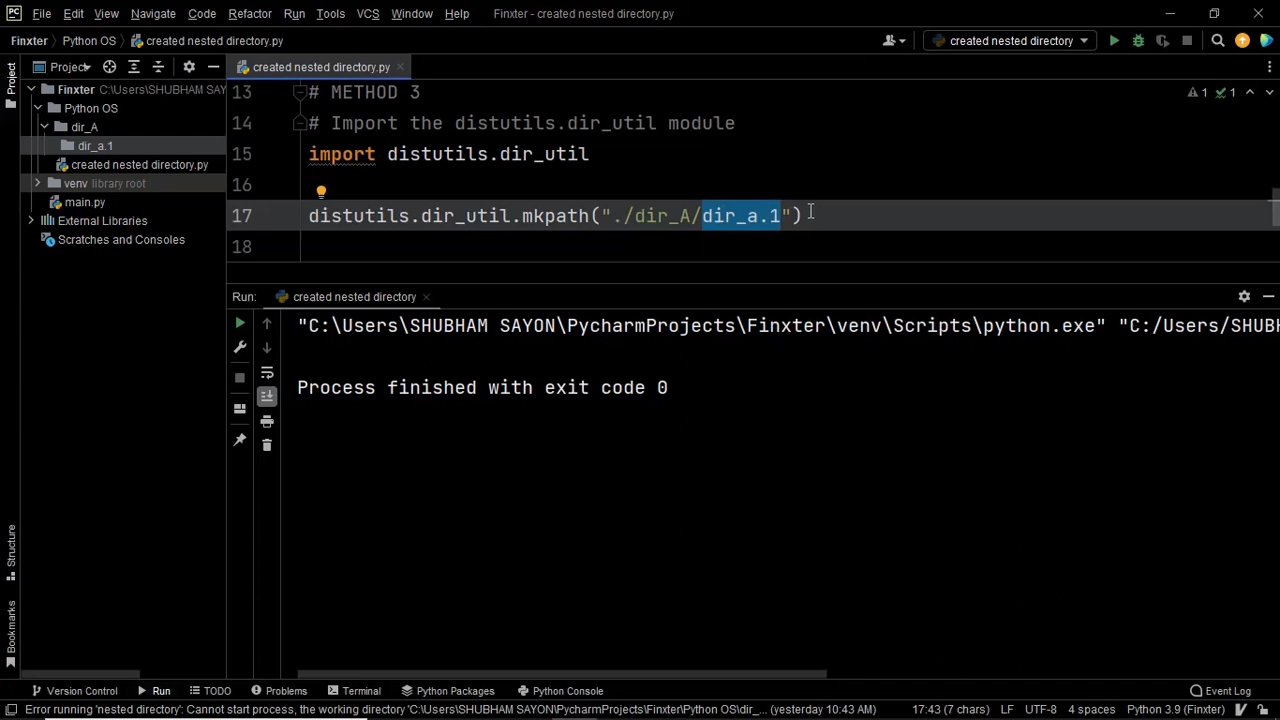 PC File Edit View Navigate Code Refactor Run Tools VCS Window Help Finxter - created nested directory.py
Finxter Python OS created nested directory.py created nested directory
Project created nested directory.py
Project
Finxter C:\Users\SHUBHAM SAY
Python OS
dir_A
dir_a.1
created nested directory.py
venv library root
main.py
External Libraries
Scratches and Consoles
1 1
13 # METHOD 3
14 # Import the distutils.dir_util module
15 import distutils.dir_util
16
17 distutils.dir_util.mkpath("./dir_A/dir_a.1")
18
Run: created nested directory
"C:\Users\SHUBHAM SAYON\PycharmProjects\Finxter\venv\Scripts\python.exe" "C:/Users/SHUBH
Process finished with exit code 0
Structure
Bookmarks
Version Control Run TODO Problems Terminal Python Packages Python Console Event Log
Error running 'nested directory': Cannot start process, the working directory 'C:\Users\SHUBHAM SAYON\PycharmProjects\Finxter\Python OS\dir_... (yesterday 10:43 AM) 17:43 (7 chars) LF UTF-8 4 spaces Python 3.9 (Finxter)